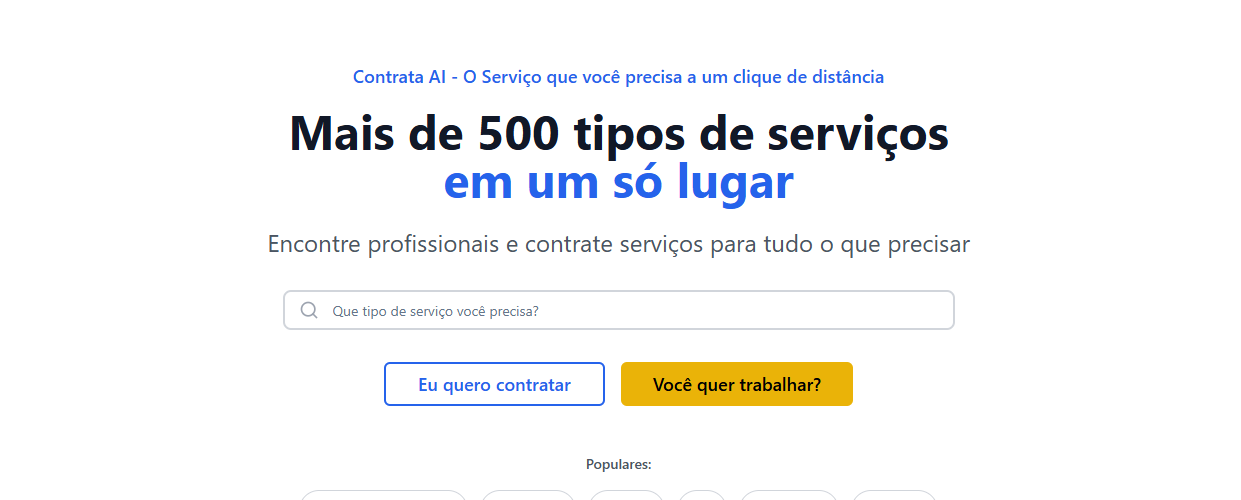 Contrata AI - O Serviço que você precisa a um clique de distância
Mais de 500 tipos de serviços
em um só lugar
Encontre profissionais e contrate serviços para tudo o que precisar
Que tipo de serviço você precisa?
Eu quero contratar
Você quer trabalhar?
Populares: